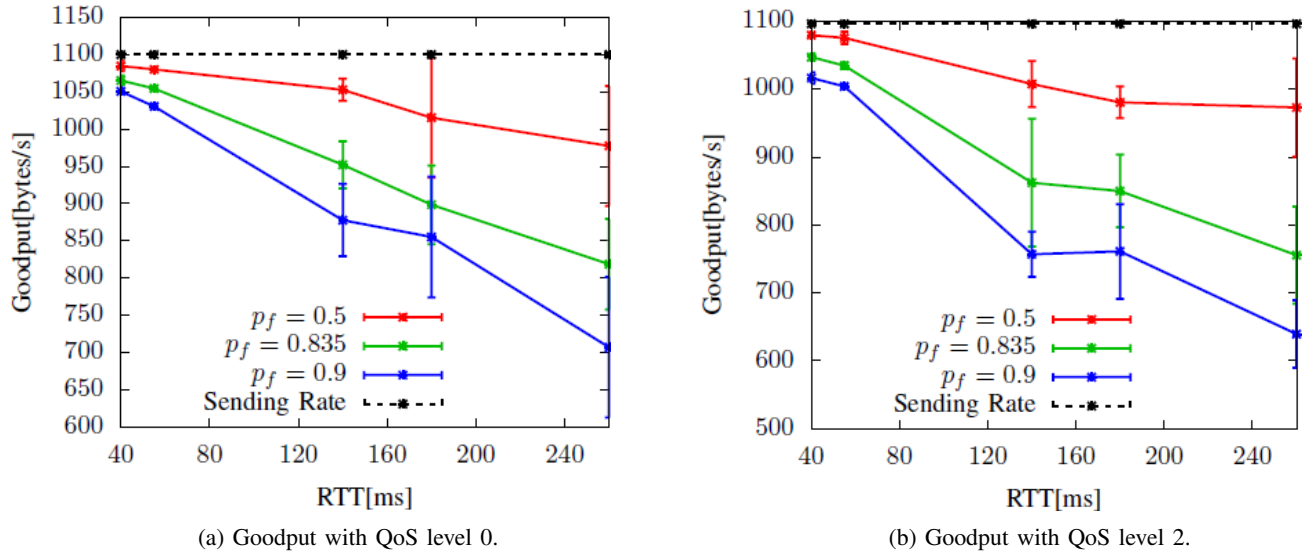 1150
1100
1050
1000
950
900
850
800
750
700
650
600
Goodput[bytes/s]
p_f = 0.5
p_f = 0.835
p_f = 0.9
Sending Rate
40 80 120 160 200 240
RTT[ms]
(a) Goodput with QoS level 0.
1100
1000
900
800
700
600
500
Goodput[bytes/s]
p_f = 0.5
p_f = 0.835
p_f = 0.9
Sending Rate
40 80 120 160 200 240
RTT[ms]
(b) Goodput with QoS level 2.